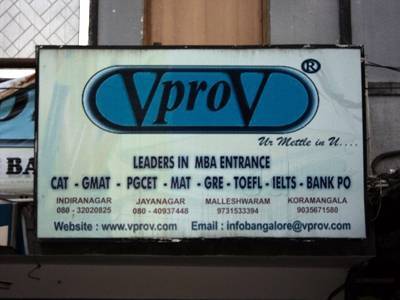 VproV ®
Ur Mettle in U....
LEADERS IN MBA ENTRANCE
CAT - GMAT - PGCET - MAT - GRE - TOEFL - IELTS - BANK PO
INDIRANAGAR JAYANAGAR MALLESHWARAM KORAMANGALA
080 - 32020825 080 - 40937448 9731533394 9035671580
Website : www.vprov.com Email : infobangalore@vprov.com
BA